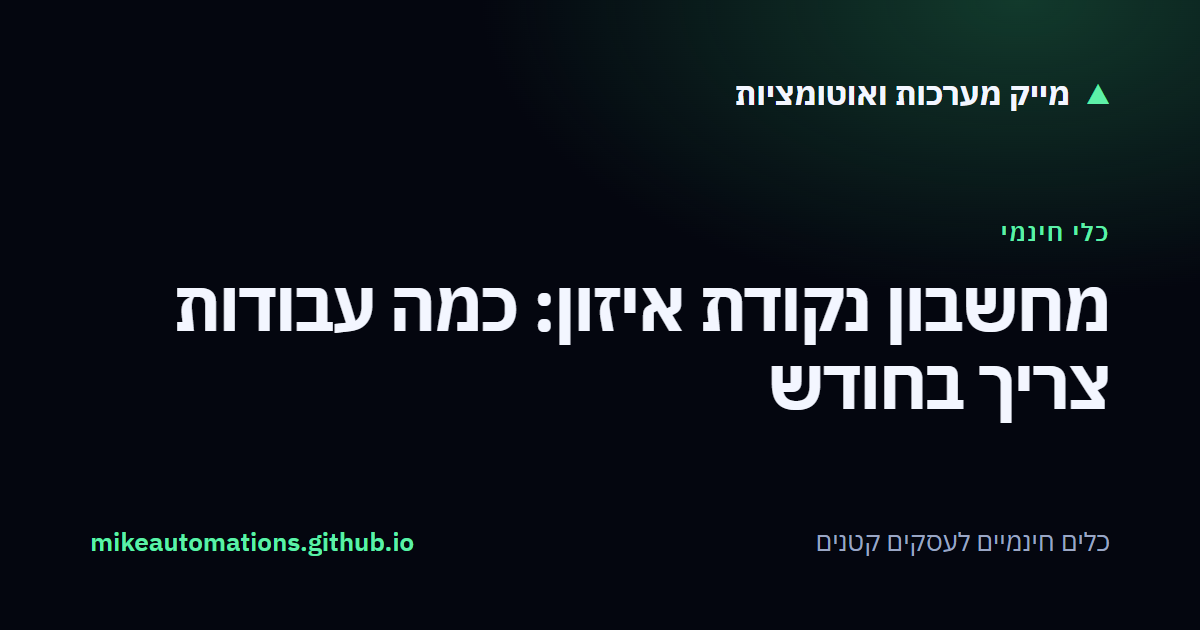 מייק מערכות ואוטומציות
כלי חינמי
מחשבון נקודת איזון: כמה עבודות
צריך בחודש
כלים חינמיים לעסקים קטנים
mikeautomations.github.io